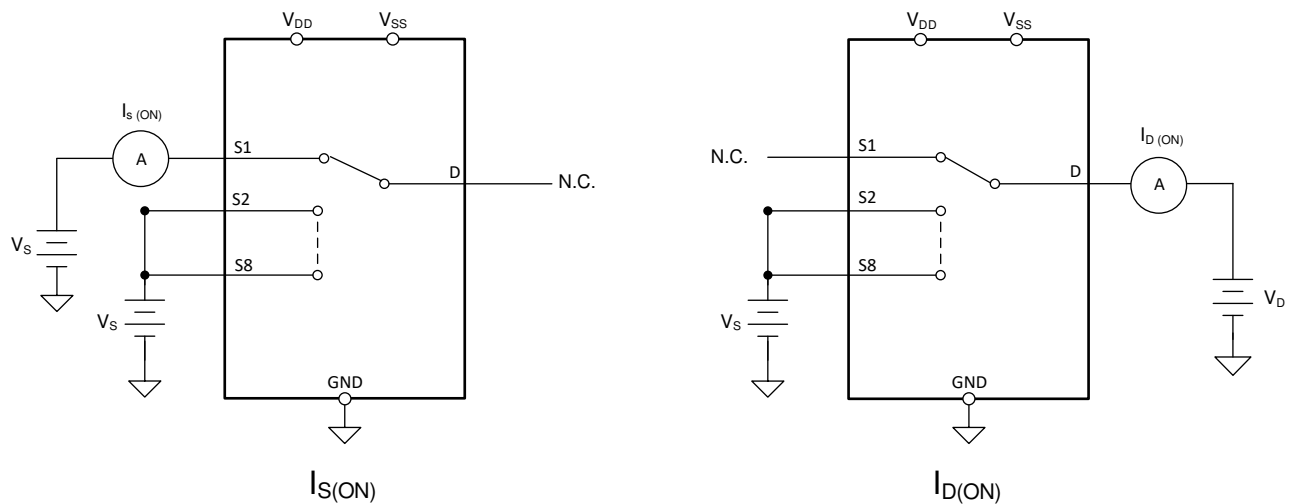 VDD VSS
Is (ON)
A
S1
D
N.C.
S2
VS
S8
VS
GND
IS(ON)
VDD VSS
ID (ON)
N.C.
S1
D
A
S2
S8
VS
VD
GND
ID(ON)